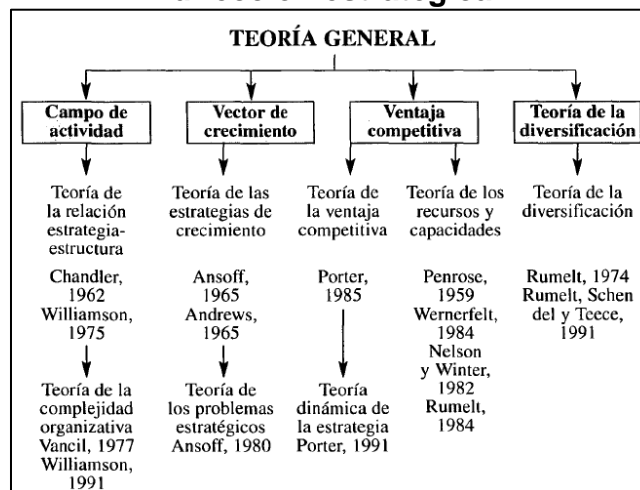 TEORÍA GENERAL
Campo de
actividad
Vector de
crecimiento
Ventaja
competitiva
Teoría de la
diversificación
Teoría de
la relación
estrategia-
estructura
Chandler,
1962
Williamson,
1975
Teoría de la
complejidad
organizativa
Vancil, 1977
Williamson,
1991
Teoría de las
estrategias de
crecimiento
Ansoff,
1965
Andrews,
1965
Teoría de
los problemas
estratégicos
Ansoff, 1980
Teoría de
la ventaja
competitiva
Porter,
1985
Teoría
dinámica de
la estrategia
Porter, 1991
Teoría de los
recursos y
capacidades
Penrose,
1959
Wernerfelt,
1984
Nelson
y Winter,
1982
Rumelt,
1984
Teoría de la
diversificación
Rumelt, 1974
Rumelt, Schen
del y Teece,
1991